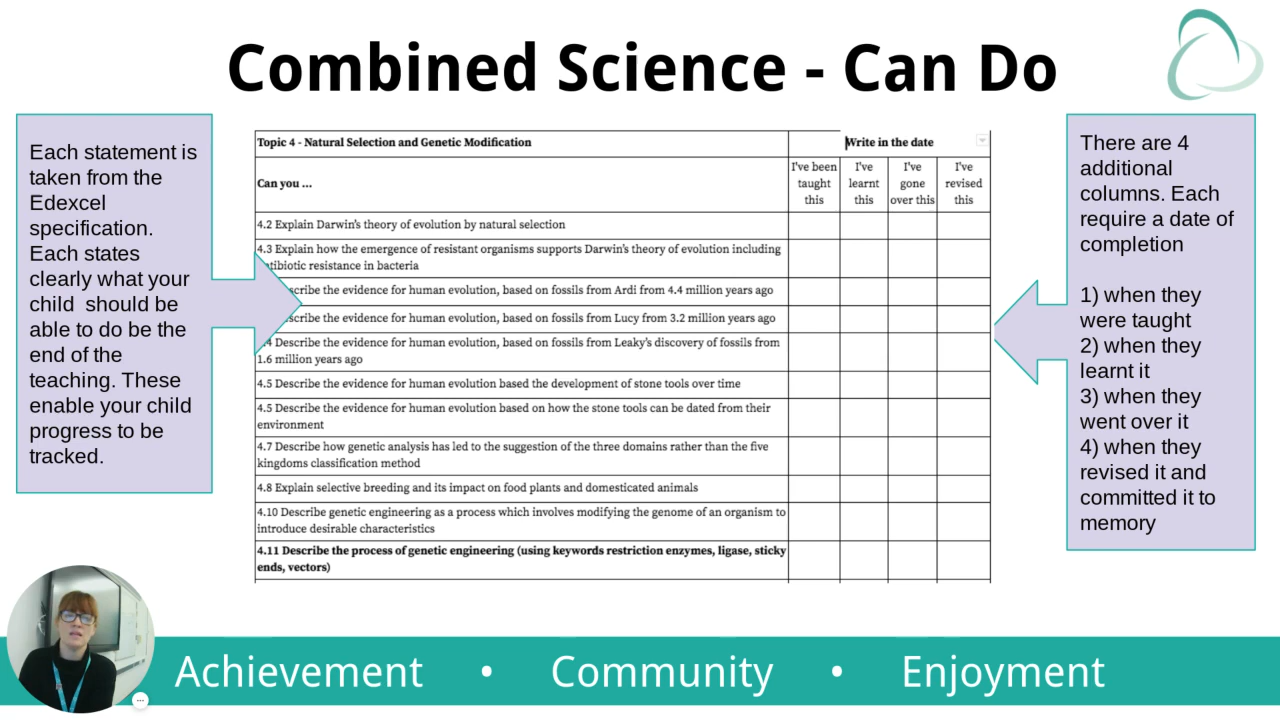 Combined Science - Can Do
Each statement is
taken from the
Edexcel
specification.
Each states
clearly what your
child should be
able to do be the
end of the
teaching. These
enable your child
progress to be
tracked.
Topic 4 - Natural Selection and Genetic Modification
Write in the date
Can you ...
I've been
taught
this
I've
learnt
this
I've
gone
over this
I've
revised
this
4.2 Explain Darwin's theory of evolution by natural selection
4.3 Explain how the emergence of resistant organisms supports Darwin's theory of evolution including
antibiotic resistance in bacteria
the evidence for human evolution, based on fossils from Ardi from 4.4 million years ago
the evidence for human evolution, based on fossils from Lucy from 3.2 million years ago
Describe the evidence for human evolution, based on fossils from Leaky's discovery of fossils from
1.6 million years ago
4.5 Describe the evidence for human evolution based the development of stone tools over time
4.5 Describe the evidence for human evolution based on how the stone tools can be dated from their
environment
4.7 Describe how genetic analysis has led to the suggestion of the three domains rather than the five
kingdoms classification method
4.8 Explain selective breeding and its impact on food plants and domesticated animals
4.10 Describe genetic engineering as a process which involves modifying the genome of an organism to
introduce desirable characteristics
4.11 Describe the process of genetic engineering (using keywords restriction enzymes, ligase, sticky
ends, vectors)
There are 4
additional
columns. Each
require a date of
completion
1) when they
were taught
2) when they
learnt it
3) when they
went over it
4) when they
revised it and
committed it to
memory
Achievement • Community • Enjoyment